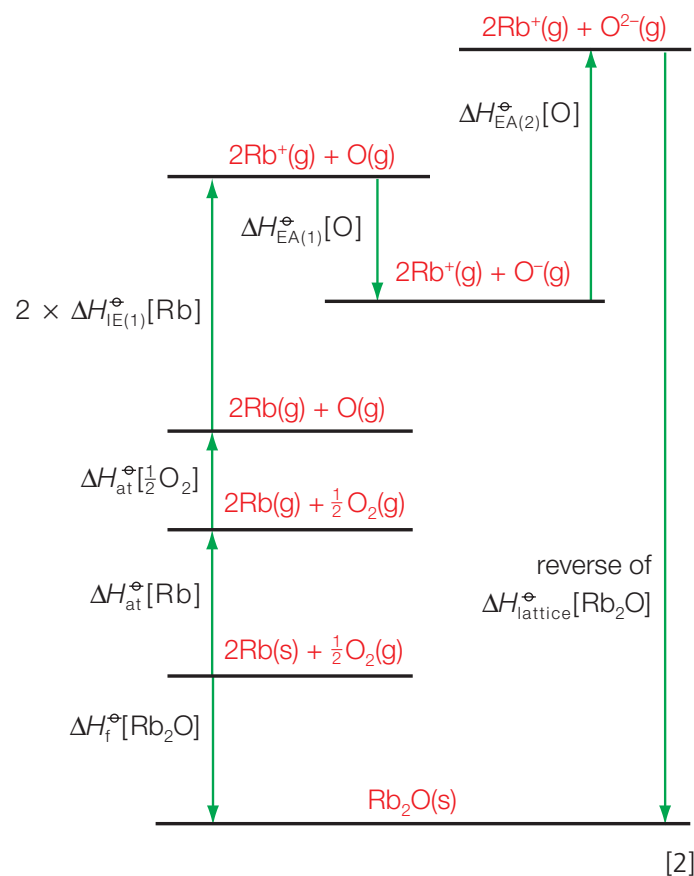 2Rb⁺(g) + O²⁻(g)
ΔH⦵EA(2)[O]
2Rb⁺(g) + O(g)
ΔH⦵EA(1)[O]
2Rb⁺(g) + O⁻(g)
2 × ΔH⦵IE(1)[Rb]
2Rb(g) + O(g)
ΔH⦵at[½O₂]
2Rb(g) + ½O₂(g)
ΔH⦵at[Rb]
reverse of
ΔH⦵lattice[Rb₂O]
2Rb(s) + ½O₂(g)
ΔH⦵f[Rb₂O]
Rb₂O(s)
[2]